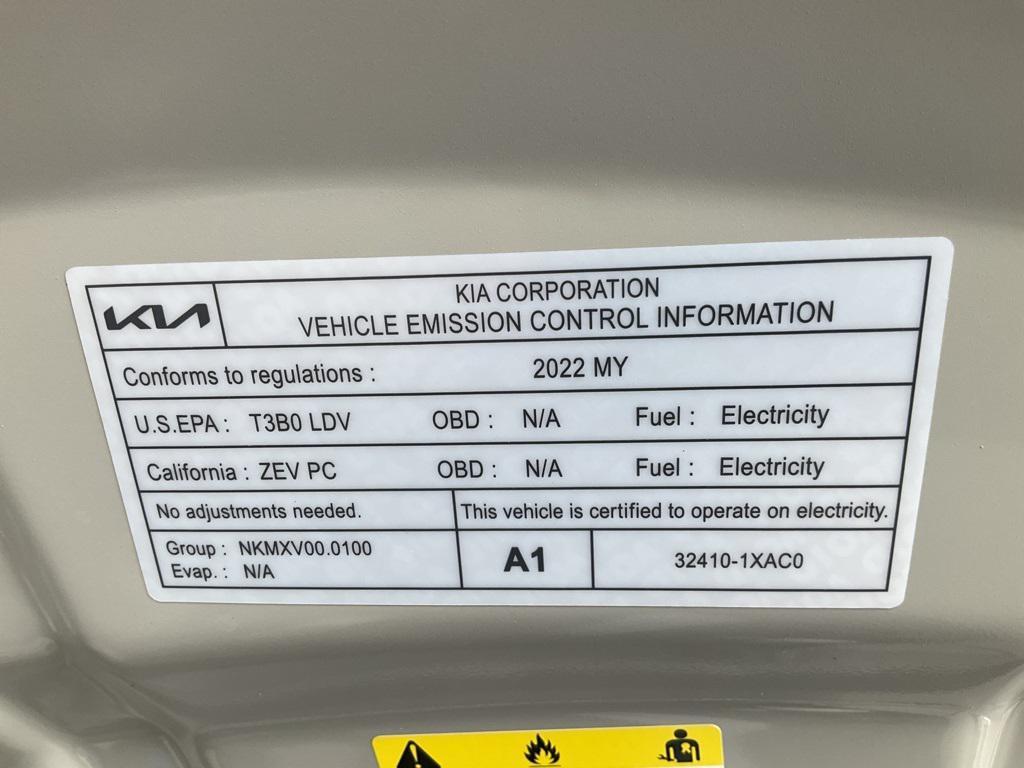 KIA KIA CORPORATION
VEHICLE EMISSION CONTROL INFORMATION
Conforms to regulations : 2022 MY
U.S.EPA : T3B0 LDV OBD : N/A Fuel : Electricity
California : ZEV PC OBD : N/A Fuel : Electricity
No adjustments needed. This vehicle is certified to operate on electricity.
Group : NKMXV00.0100
Evap. : N/A
A1
32410-1XAC0